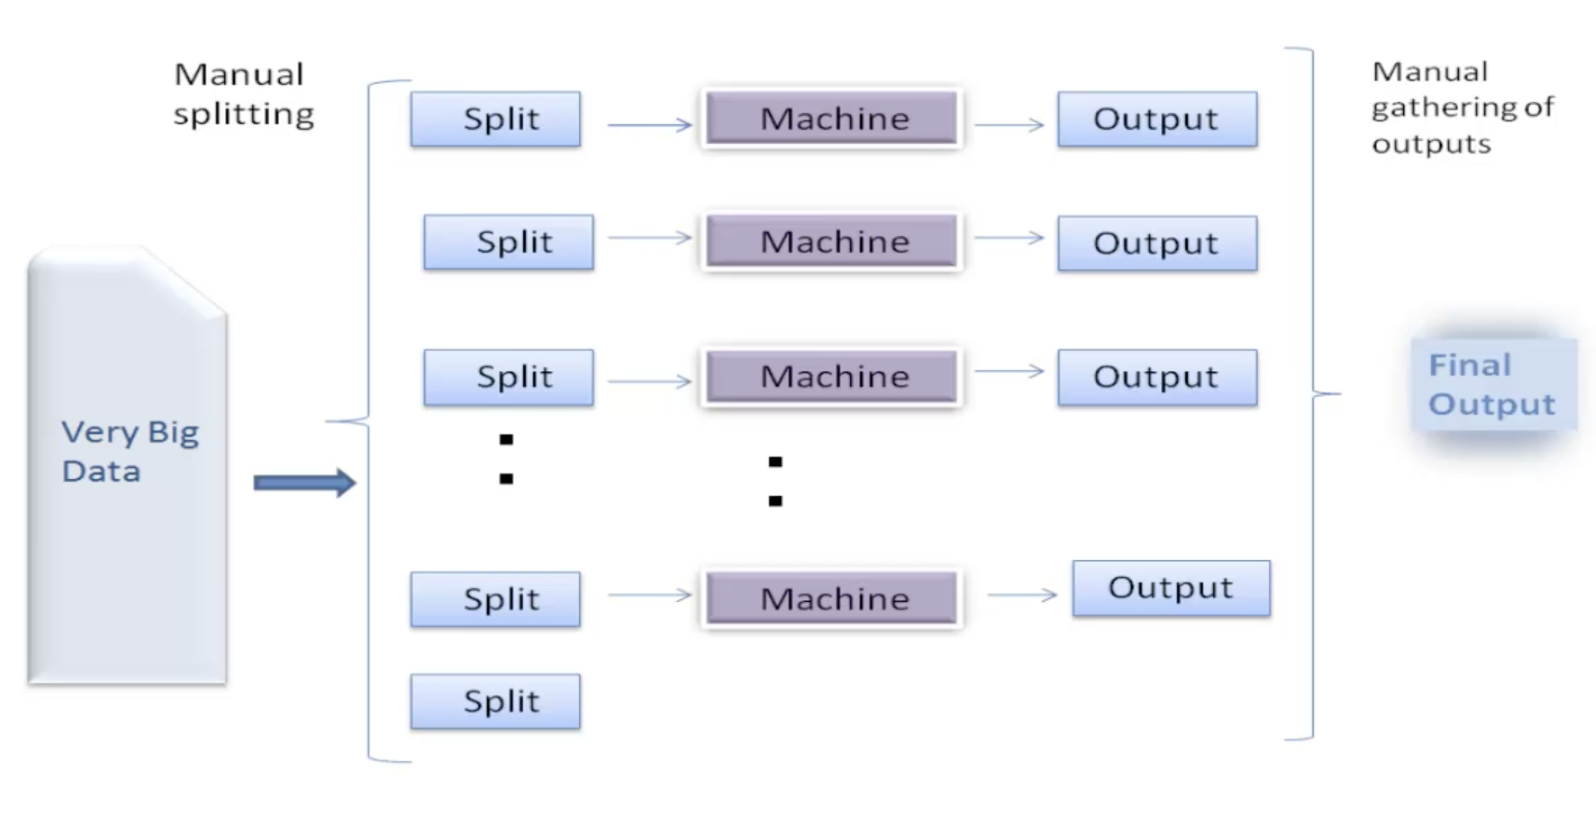 Manual
splitting
Manual
gathering of
outputs
Split
Machine
Output
Split
Machine
Output
Split
Machine
Output
Very Big
Data
Final
Output
Split
Machine
Output
Split